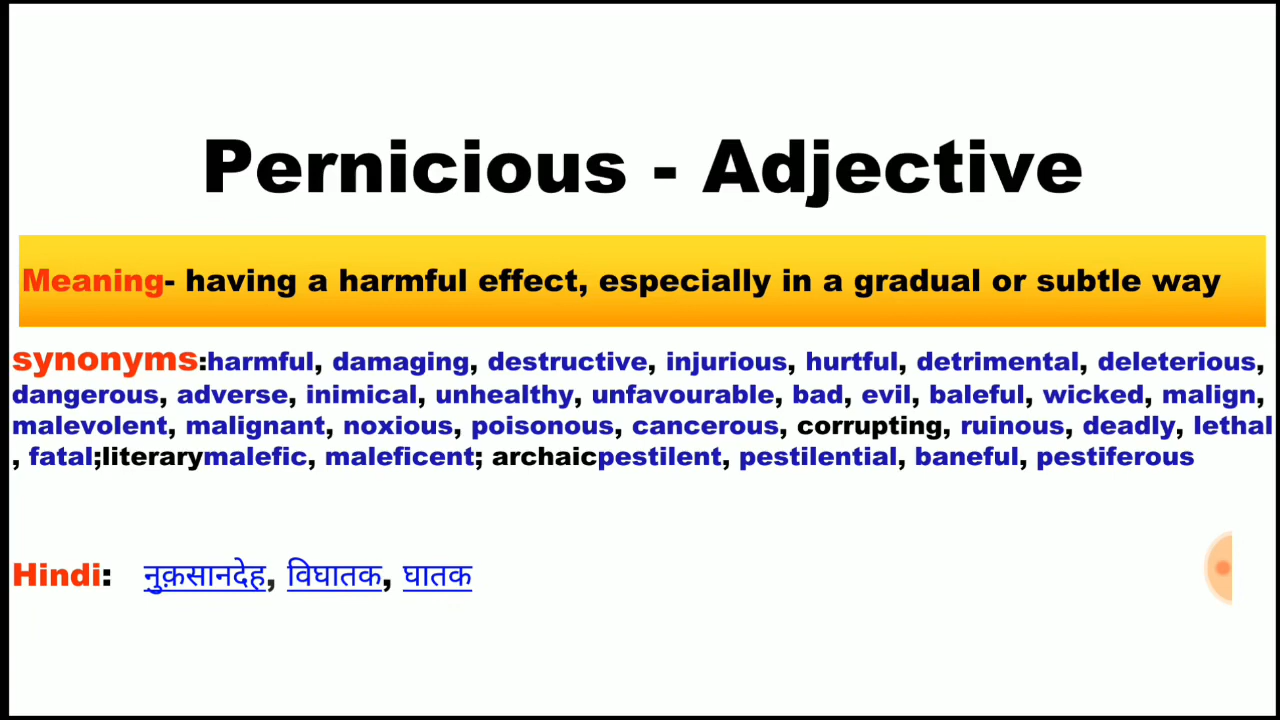 Pernicious - Adjective
Meaning- having a harmful effect, especially in a gradual or subtle way
synonyms:harmful, damaging, destructive, injurious, hurtful, detrimental, deleterious,
dangerous, adverse, inimical, unhealthy, unfavourable, bad, evil, baleful, wicked, malign,
malevolent, malignant, noxious, poisonous, cancerous, corrupting, ruinous, deadly, lethal
, fatal;literarymalefic, maleficent; archaicpestilent, pestilential, baneful, pestiferous
Hindi: नुक़सानदेह, विघातक, घातक